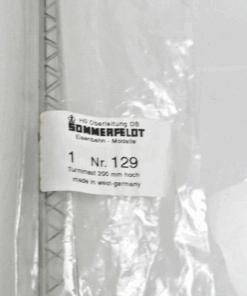 H0 Oberleitung DB
SOMMERFELDT
Eisenbahn - Modelle
1 Nr. 129
Turmmast 200 mm hoch
made in west-germany